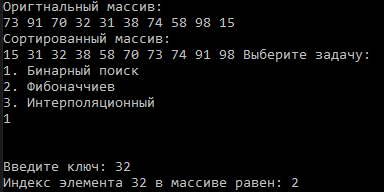 Оригтнальный массив:
73 91 70 32 31 38 74 58 98 15
Сортированный массив:
15 31 32 38 58 70 73 74 91 98 Выберите задачу:
1. Бинарный поиск
2. Фибоначчиев
3. Интерполяционный
1
Введите ключ: 32
Индекс элемента 32 в массиве равен: 2